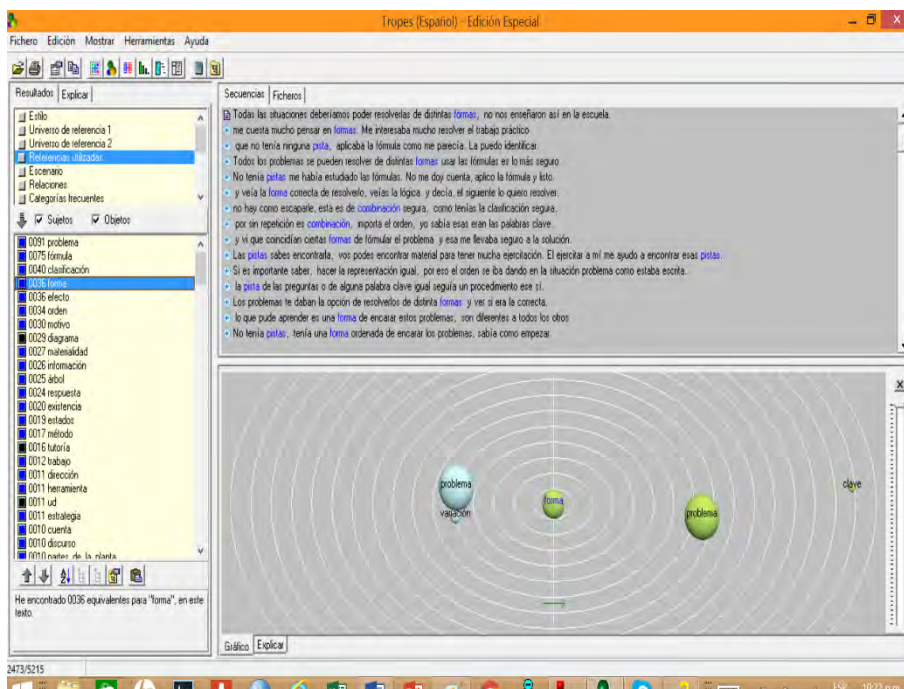 Tropes (Español) - Edición Especial
Fichero Edición Mostrar Herramientas Ayuda
Resultados Explicar
Estilo
Universo de referencia 1
Universo de referencia 2
Referencias utilizadas
Escenario
Relaciones
Categorías frecuentes
Sujetos Objetos
0091 problema
0075 fórmula
0040 clasificación
0036 forma
0036 efecto
0034 orden
0030 motivo
0029 diagrama
0027 materialidad
0026 información
0025 árbol
0024 respuesta
0020 existencia
0019 estados
0017 método
0016 tutoría
0012 trabajo
0011 dirección
0011 herramienta
0011 ud
0011 estrategia
0010 cuenta
0010 discurso
0010 partes de la planta
He encontrado 0036 equivalentes para "forma", en este
texto.
Secuencias Ficheros
Todas las situaciones deberíamos poder resolverlas de distintas formas, no nos enseñaron así en la escuela.
me cuesta mucho pensar en formas. Me interesaba mucho resolver el trabajo práctico
que no tenía ninguna pista, aplicaba la fórmula como me parecía. La puedo identificar.
Todos los problemas se pueden resolver de distintas formas usar las fórmulas es lo más seguro.
No tenía pistas me había estudiado las fórmulas. No me doy cuenta, aplico la fórmula y listo.
y veía la forma conecta de resolverlo, veías la lógica y decía, el siguiente lo quiero resolver.
no hay como escaparle, esta es de combinación segura, como tenías la clasificación segura,
por sin repetición es combinación, importa el orden, yo sabía esas eran las palabras clave.
y vi que coincidían ciertas formas de fórmular el problema y esa me llevaba seguro a la solución.
Las pistas sabes encontrarla, vos podes encontrar material para tener mucha ejercitación. El ejercitar a mí me ayudo a encontrar esas pistas.
Si es importante saber, hacer la representación igual, por eso el orden se iba dando en la situación problema como estaba escrita.
la pista de las preguntas o de alguna palabra clave igual seguía un procedimiento ese sí.
Los problemas te daban la opción de resolverlos de distinta formas y ver si era la correcta.
lo que pude aprender es una forma de encarar estos problemas, son diferentes a todos los otros
No tenía pistas, tenía una forma ordenada de encarar los problemas, sabía como empezar
problema
variación
forma
problema
clave
Gráfico Explicar
2473/5215
ESP 10:22 p.m.